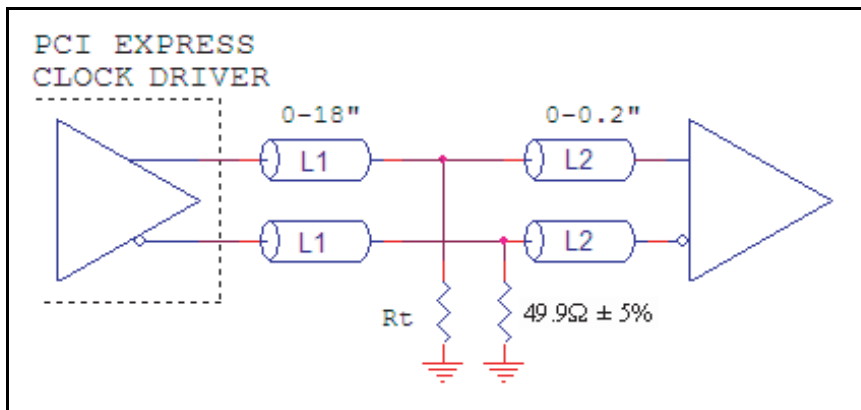 PCI EXPRESS
CLOCK DRIVER
0-18" 0-0.2"
L1 L2
L1 L2
Rt 49.9Ω ± 5%